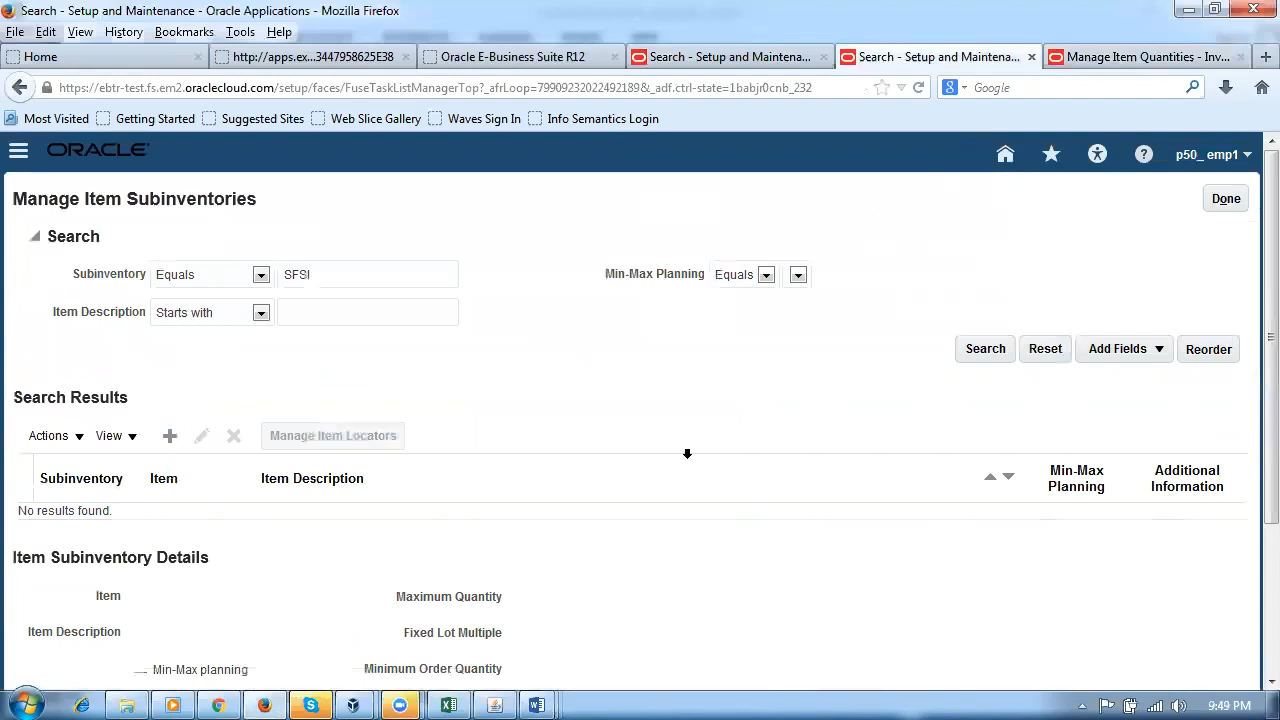 Search - Setup and Maintenance - Oracle Applications - Mozilla Firefox
File Edit View History Bookmarks Tools Help
Home http://apps.ex...3447958625E38 Oracle E-Business Suite R12 Search - Setup and Maintena... Search - Setup and Maintena... Manage Item Quantities - Inv...
https://ebtr-test.fs.em2.oraclecloud.com/setup/faces/FuseTaskListManagerTop?_afrLoop=79909232022492189&_adf.ctrl-state=1babjr0cnb_232 Google
Most Visited Getting Started Suggested Sites Web Slice Gallery Waves Sign In Info Semantics Location
ORACLE p50_emp1
Manage Item Subinventories Done
Search
Subinventory Equals SFSI Min-Max Planning Equals
Item Description Starts with
Search Reset Add Fields Reorder
Search Results
Actions View Manage Item Locators
Subinventory Item Item Description Min-Max Planning Additional Information
No results found.
Item Subinventory Details
Item Maximum Quantity
Item Description Fixed Lot Multiple
Min-Max planning Minimum Order Quantity
9:49 PM